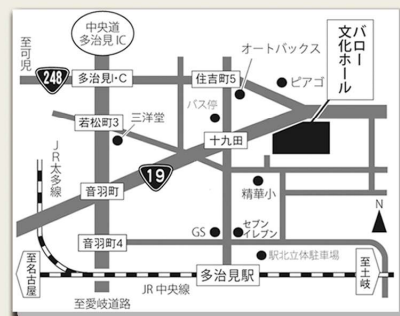 中央道
多治見IC
至可児
248
多治見I・C
住吉町5
オートバックス
ピアゴ
バロー
文化ホール
バス停
若松町3
三洋堂
十九田
JR太多線
19
音羽町
精華小
N
音羽町4
GS
セブン
イレブン
駅北立体駐車場
至名古屋
多治見駅
至土岐
JR中央線
至愛岐道路